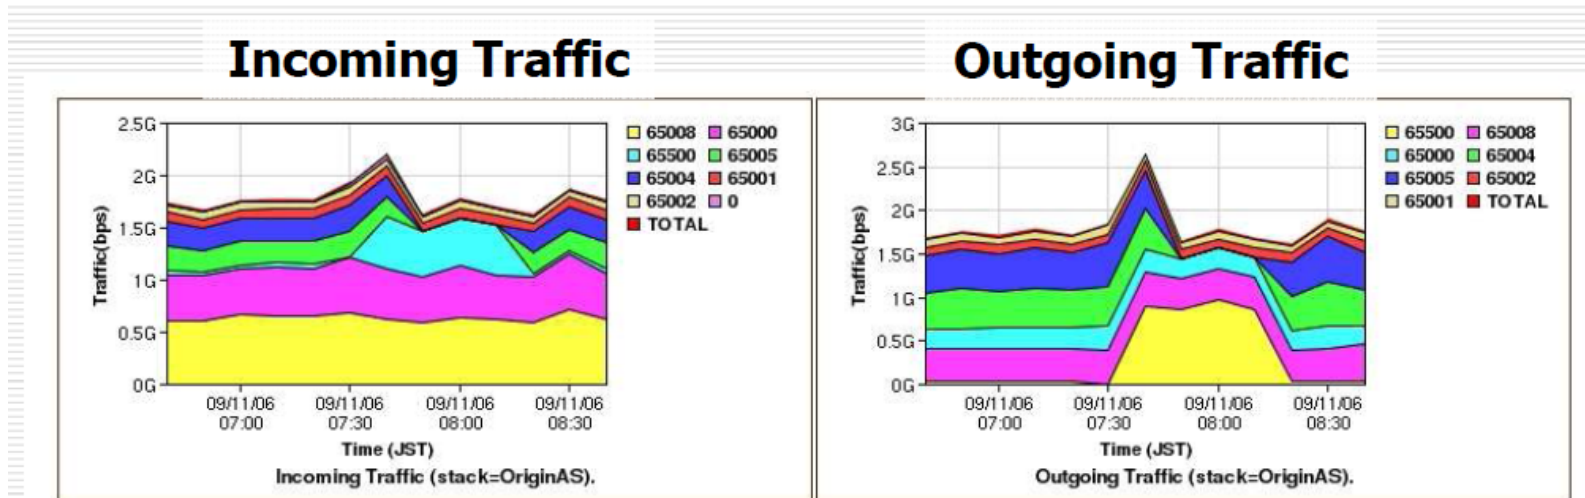 Incoming Traffic
2.5G
2G
1.5G
1G
0.5G
0G
Traffic(bps)
09/11/06 09/11/06 09/11/06 09/11/06
07:00 07:30 08:00 08:30
Time (JST)
Incoming Traffic (stack=OriginAS).
65008 65000
65500 65005
65004 65001
65002 0
TOTAL
Outgoing Traffic
3G
2.5G
2G
1.5G
1G
0.5G
0G
Traffic(bps)
09/11/06 09/11/06 09/11/06 09/11/06
07:00 07:30 08:00 08:30
Time (JST)
Outgoing Traffic (stack=OriginAS).
65500 65008
65000 65004
65005 65002
65001 TOTAL